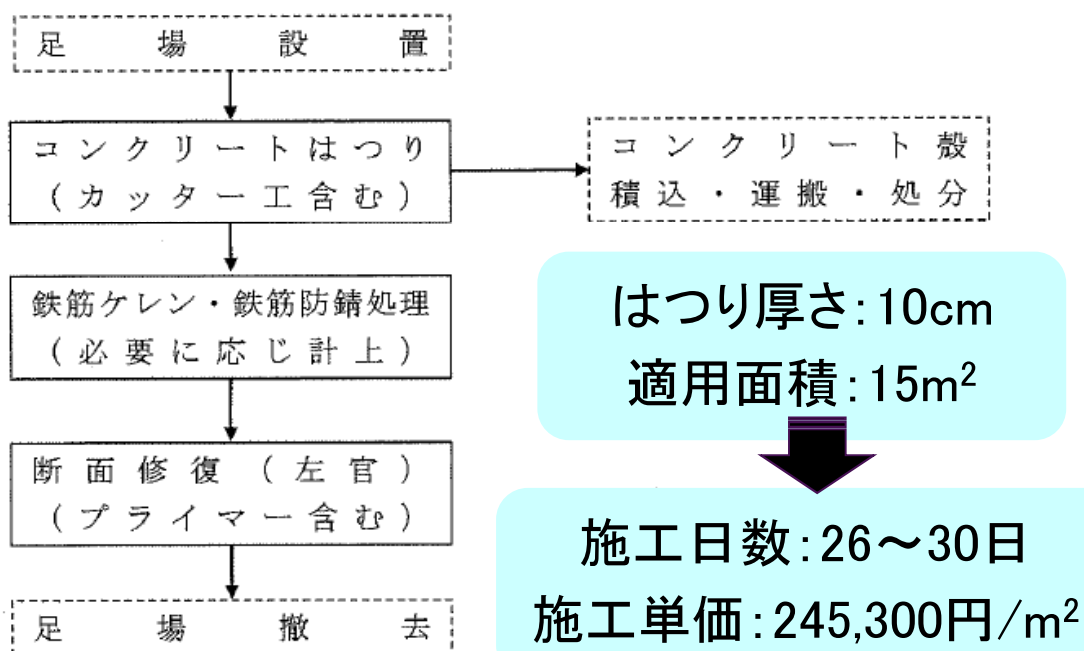 足場設置
コンクリートはつり
(カッター工含む)
コンクリート殻
積込・運搬・処分
鉄筋ケレン・鉄筋防錆処理
(必要に応じ計上)
断面修復(左官)
(プライマー含む)
足場撤去
はつり厚さ:10cm
適用面積:15m²
施工日数:26～30日
施工単価:245,300円/m²